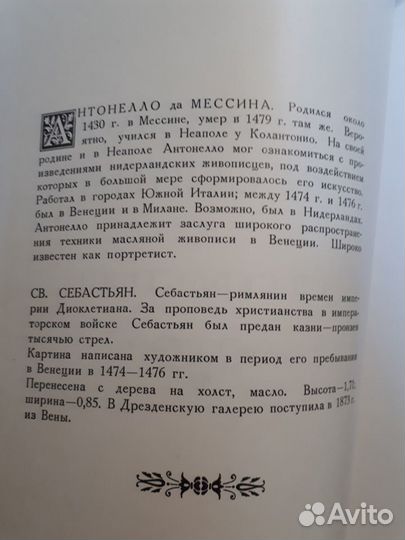 АНТОНЕЛЛО да МЕССИНА. Родился около
1430 г. в Мессине, умер в 1479 г. там же. Веро-
ятно, учился в Неаполе у Колантонио. На своей
родине и в Неаполе Антонелло мог ознакомиться с про-
изведениями нидерландских живописцев, под воздействием
которых в большой мере сформировалось его искусство.
Работал в городах Южной Италии; между 1474 г. и 1476 г.
был в Венеции и в Милане. Возможно, был в Нидерландах.
Антонелло принадлежит заслуга широкого распростране-
ния техники масляной живописи в Венеции. Широко
известен как портретист.
СВ. СЕБАСТЬЯН. Себастьян—римлянин времен импе-
рии Диоклетиана. За проповедь христианства в импера-
торском войске Себастьян был предан казни—пронзен
тысячью стрел.
Картина написана художником в период его пребывания
в Венеции в 1474—1476 гг.
Перенесена с дерева на холст, масло. Высота—1,71,
ширина—0,85. В Дрезденскую галерею поступила в 1873 г.
из Вены.
Avito